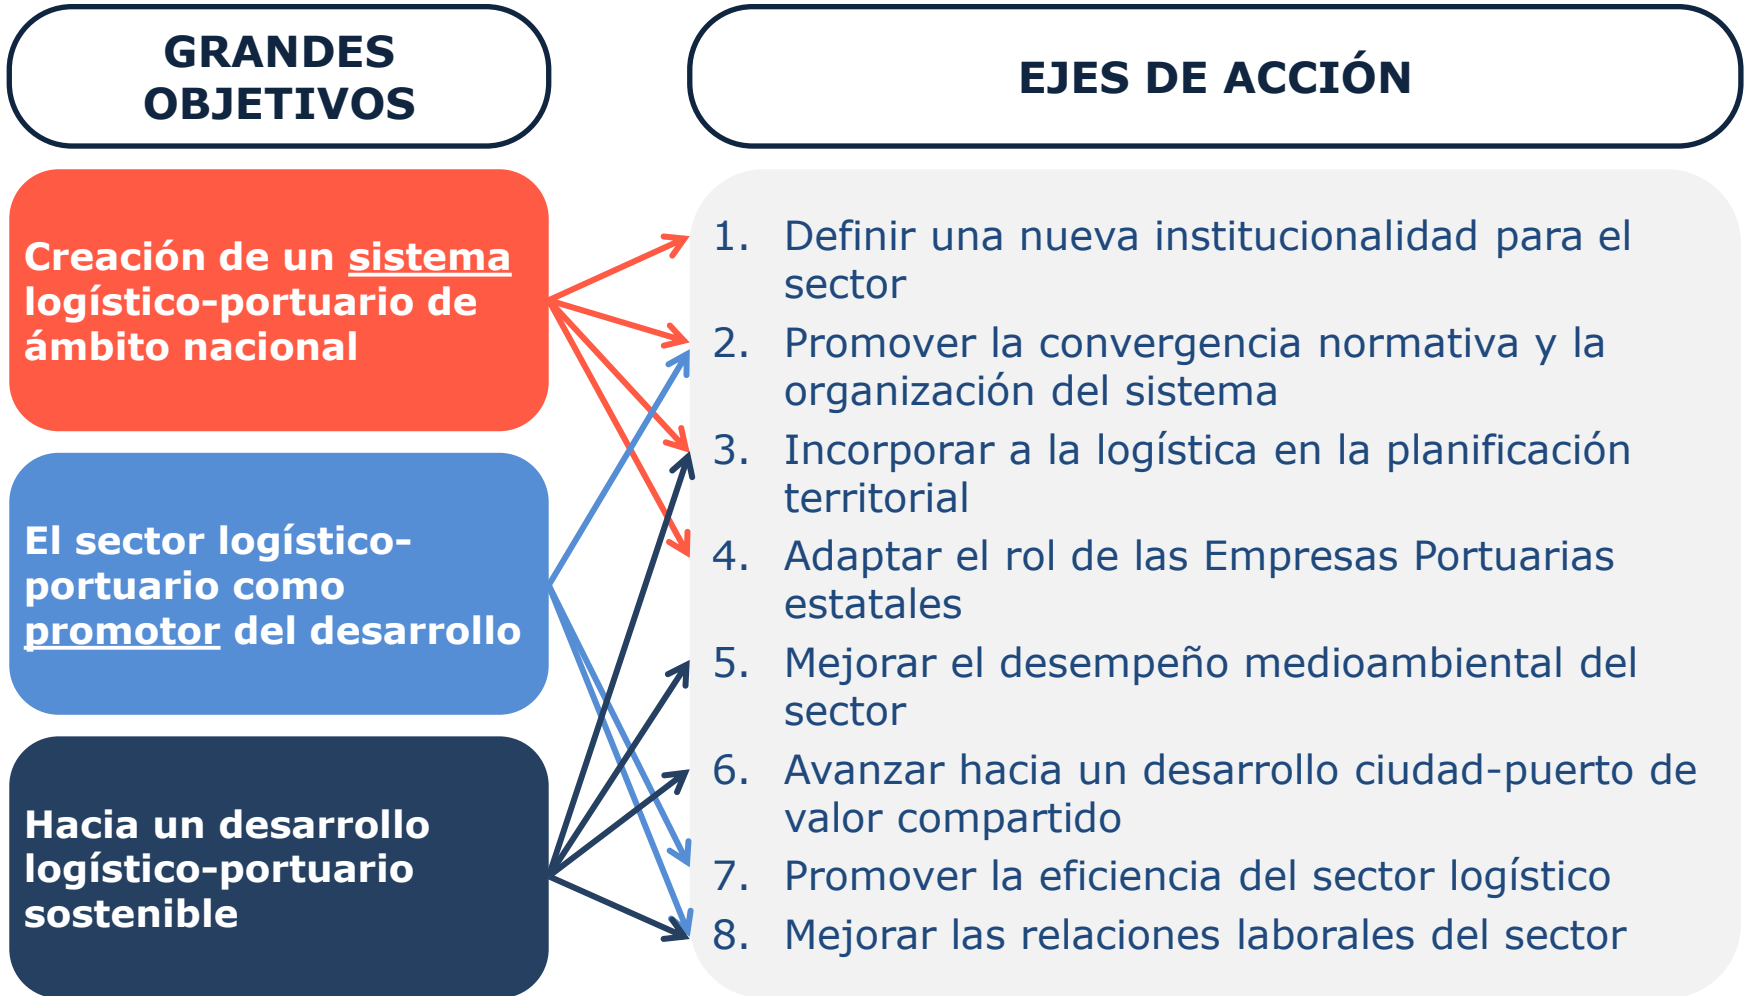 GRANDES
OBJETIVOS
EJES DE ACCIÓN
Creación de un sistema
logístico-portuario de
ámbito nacional
El sector logístico-
portuario como
promotor del desarrollo
Hacia un desarrollo
logístico-portuario
sostenible
1. Definir una nueva institucionalidad para el
sector
2. Promover la convergencia normativa y la
organización del sistema
3. Incorporar a la logística en la planificación
territorial
4. Adaptar el rol de las Empresas Portuarias
estatales
5. Mejorar el desempeño medioambiental del
sector
6. Avanzar hacia un desarrollo ciudad-puerto de
valor compartido
7. Promover la eficiencia del sector logístico
8. Mejorar las relaciones laborales del sector